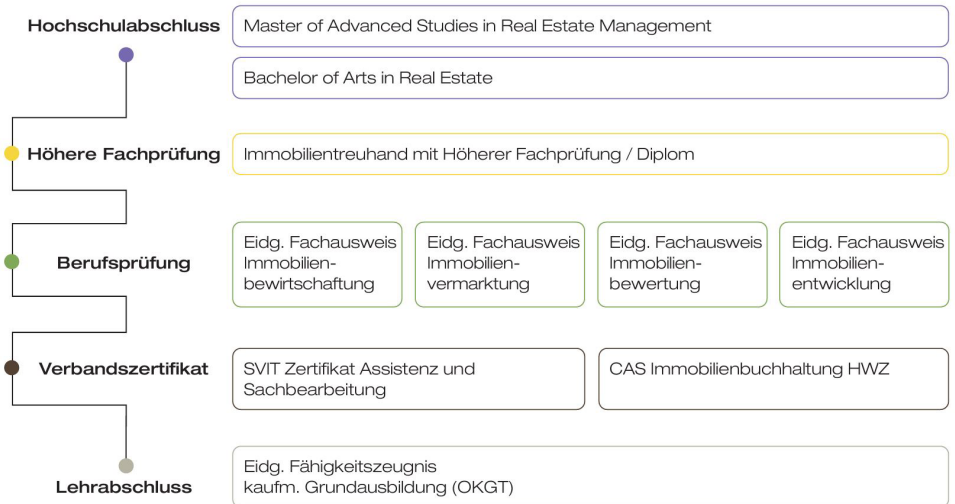 Hochschulabschluss
Master of Advanced Studies in Real Estate Management
Bachelor of Arts in Real Estate
Höhere Fachprüfung
Immobilientreuhand mit Höherer Fachprüfung / Diplom
Berufsprüfung
Eidg. Fachausweis
Immobilien-
bewirtschaftung
Eidg. Fachausweis
Immobilien-
vermarktung
Eidg. Fachausweis
Immobilien-
bewertung
Eidg. Fachausweis
Immobilien-
entwicklung
Verbandszertifikat
SVIT Zertifikat Assistenz und
Sachbearbeitung
CAS Immobilienbuchhaltung HWZ
Lehrabschluss
Eidg. Fähigkeitszeugnis
kaufm. Grundausbildung (OKGT)